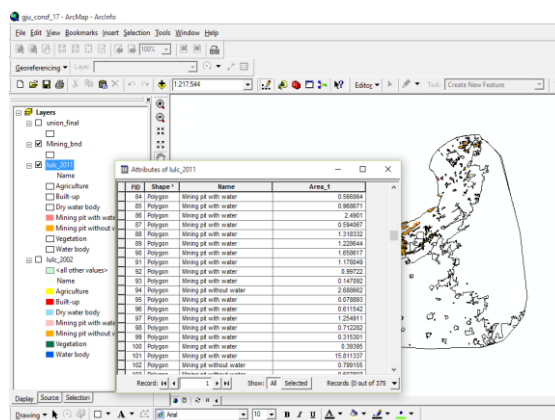 gju_consf_17 - ArcMap - ArcInfo
File Edit View Bookmarks Insert Selection Tools Window Help
100%
Georeferencing Layer:
1:217,544 Editor Task: Create New Feature
Layers
union_final
Mining_bnd
lulc_2011
Name
Agriculture
Built-up
Dry water body
Mining pit with wate
Mining pit without v
Vegetation
Water body
lulc_2002
<all other values>
Name
Agriculture
Built-up
Dry water body
Mining pit with wate
Mining pit without v
Vegetation
Water body
Display Source Selection
Attributes of lulc_2011
FID Shape * Name Area_1
84 Polygon Mining pit with water 0.566064
85 Polygon Mining pit with water 0.968671
86 Polygon Mining pit with water 2.4901
87 Polygon Mining pit with water 0.594067
88 Polygon Mining pit with water 1.318332
89 Polygon Mining pit with water 1.228644
90 Polygon Mining pit with water 1.658617
91 Polygon Mining pit with water 1.178049
92 Polygon Mining pit with water 0.99722
93 Polygon Mining pit with water 0.147092
94 Polygon Mining pit without water 2.688662
95 Polygon Mining pit with water 0.078893
96 Polygon Mining pit with water 0.611542
97 Polygon Mining pit with water 1.254911
98 Polygon Mining pit with water 0.712282
99 Polygon Mining pit with water 0.315301
100 Polygon Mining pit with water 0.39395
101 Polygon Mining pit with water 15.811337
102 Polygon Mining pit without water 0.799155
Record: 1 Show: All Selected Records (0 out of 375
Drawing Arial 10 B I U A